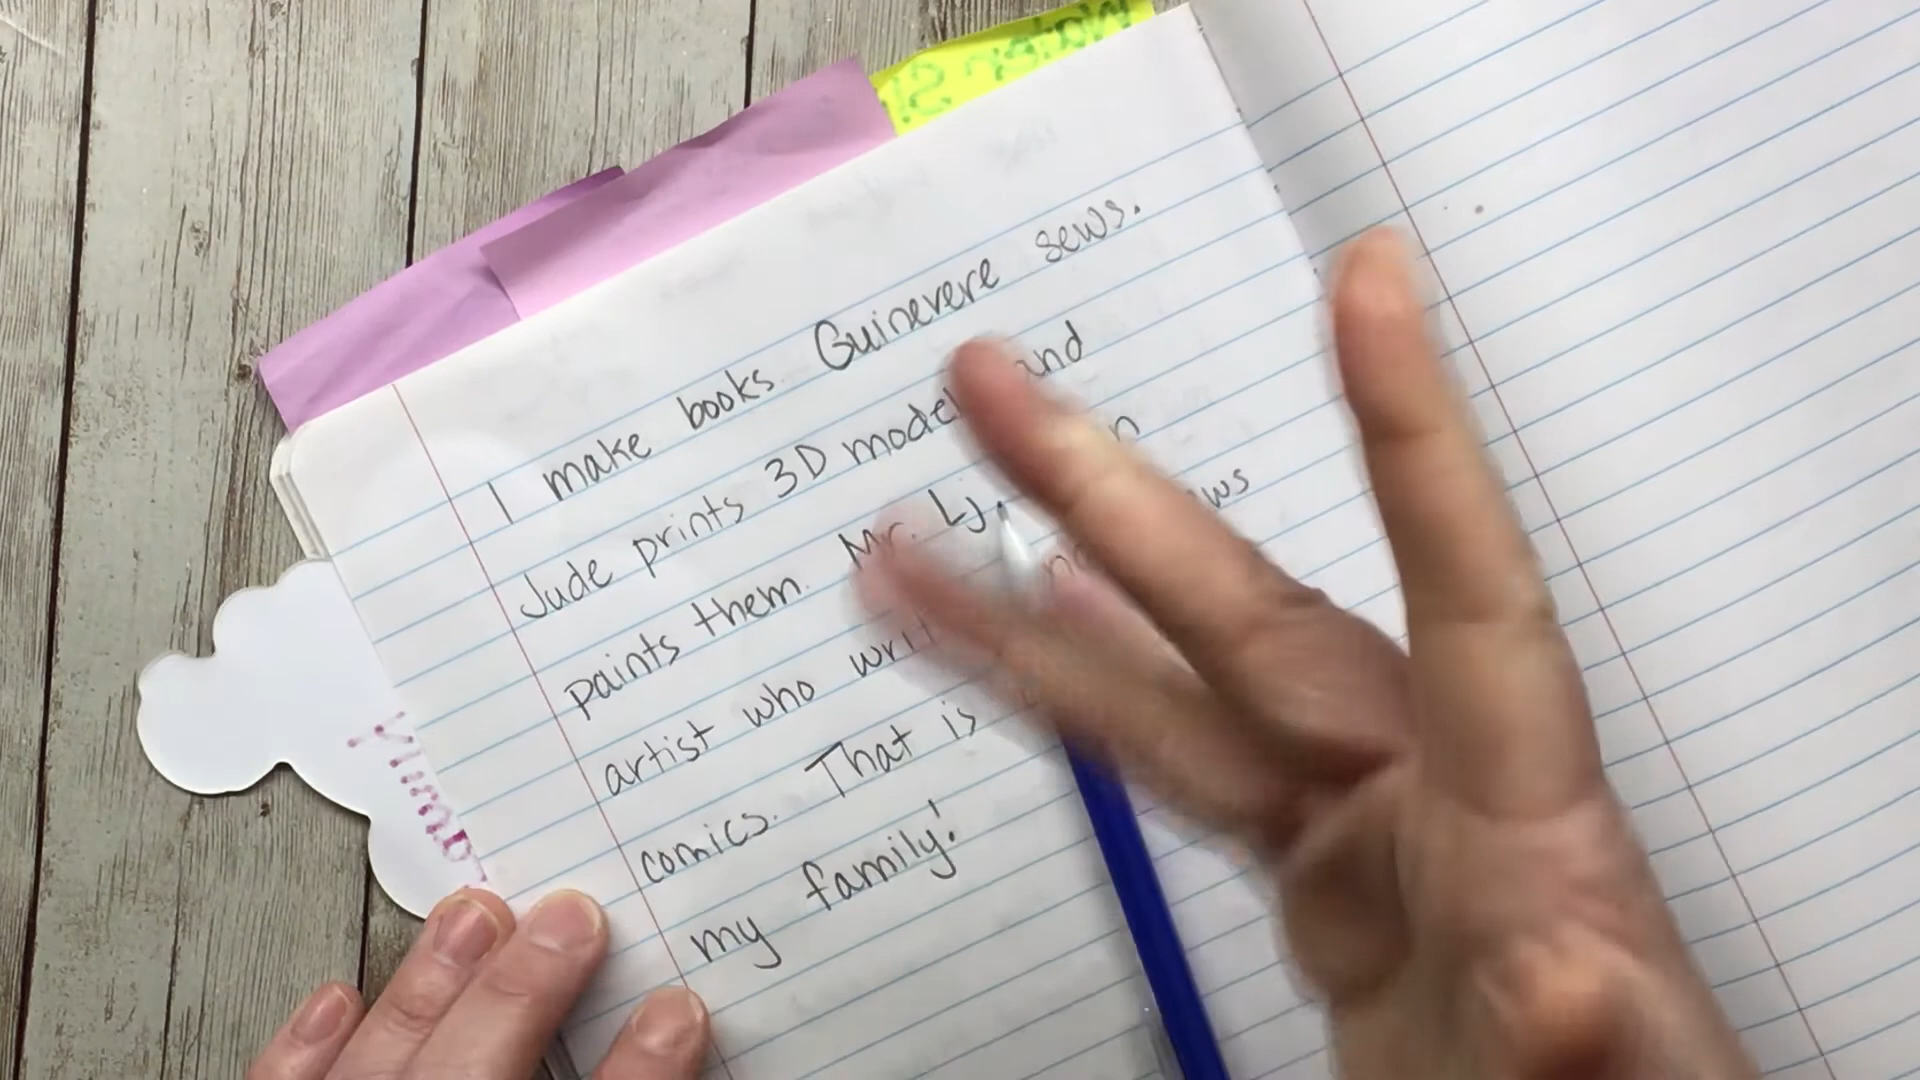 I make books. Guinevere sews.
Jude prints 3D model and
paints them. Mr. Lj.
artist who
comics. That is
my family!